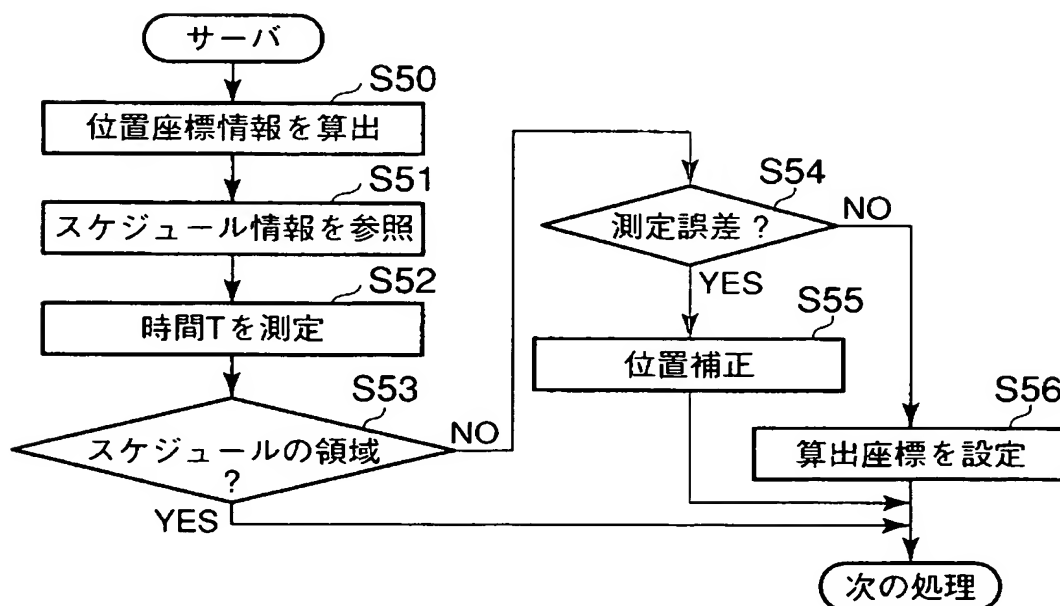 サーバ
S50
位置座標情報を算出
S51
スケジュール情報を参照
S52
時間Tを測定
S53
スケジュールの領域
?
NO
YES
S54
測定誤差?
NO
YES
S55
位置補正
S56
算出座標を設定
次の処理